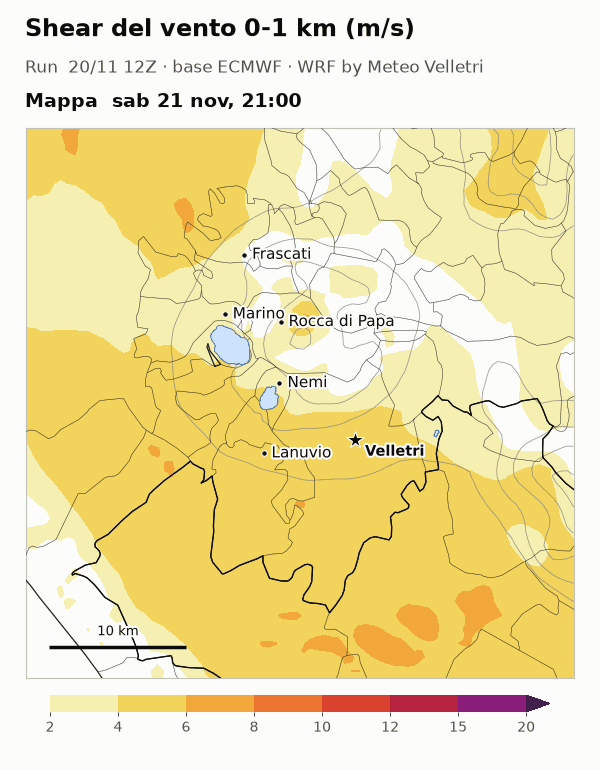 Shear del vento 0-1 km (m/s)
Run  20/11 12Z · base ECMWF · WRF by Meteo Velletri
Mappa  sab 21 nov, 21:00
Frascati
Marino
Rocca di Papa
Nemi
Velletri
Lanuvio
10 km
2 4 6 8 10 12 15 20